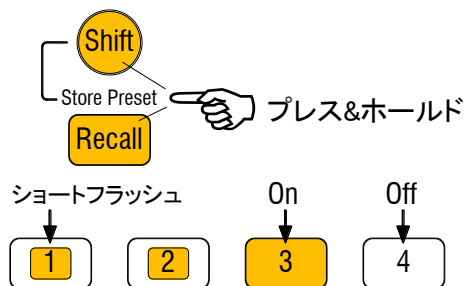 Shift
Store Preset
プレス&ホールド
Recall
ショートフラッシュ On Off
1 2 3 4